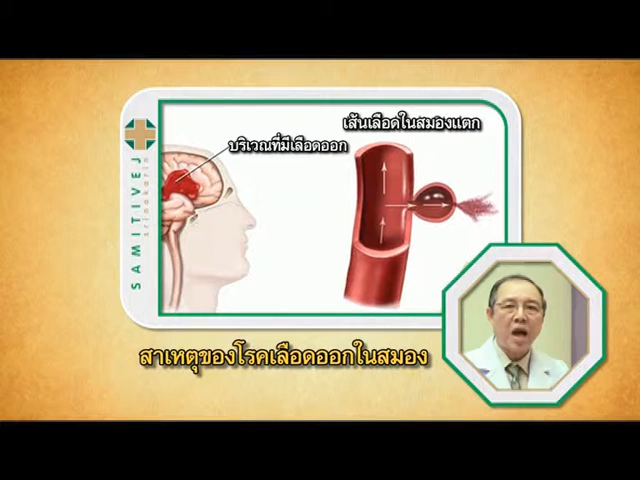 เส้นเลือดในสมองแตก
บริเวณที่มีเลือดออก
SAMITIVEJ
srinakarin
สาเหตุของโรคเลือดออกในสมอง